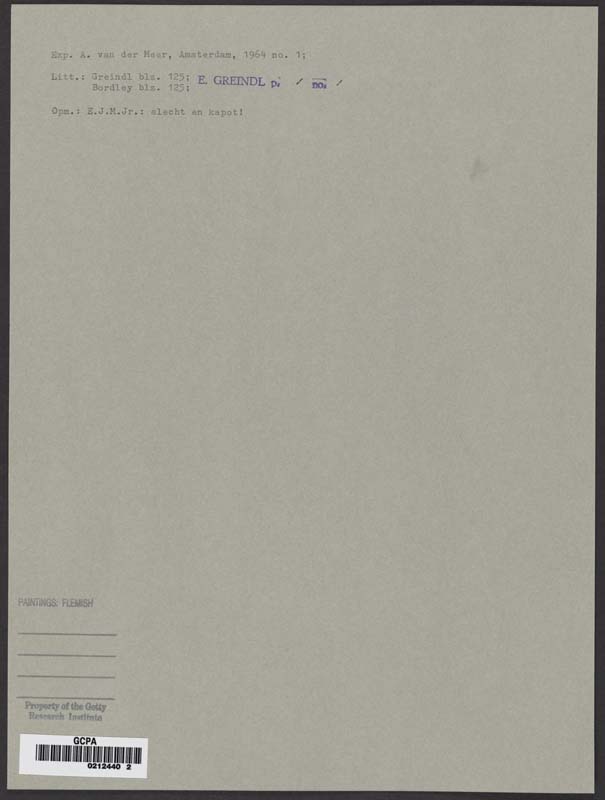 Exp. A. van der Meer, Amsterdam, 1964 no. 1;
Litt.: Greindl blz. 125; E. GREINDL p. / no. /
Bordley blz. 125;
Opm.: E.J.M.Jr.: slecht en kapot!
PAINTINGS: FLEMISH
Property of the Getty
Research Institute
GCPA
0212440 2